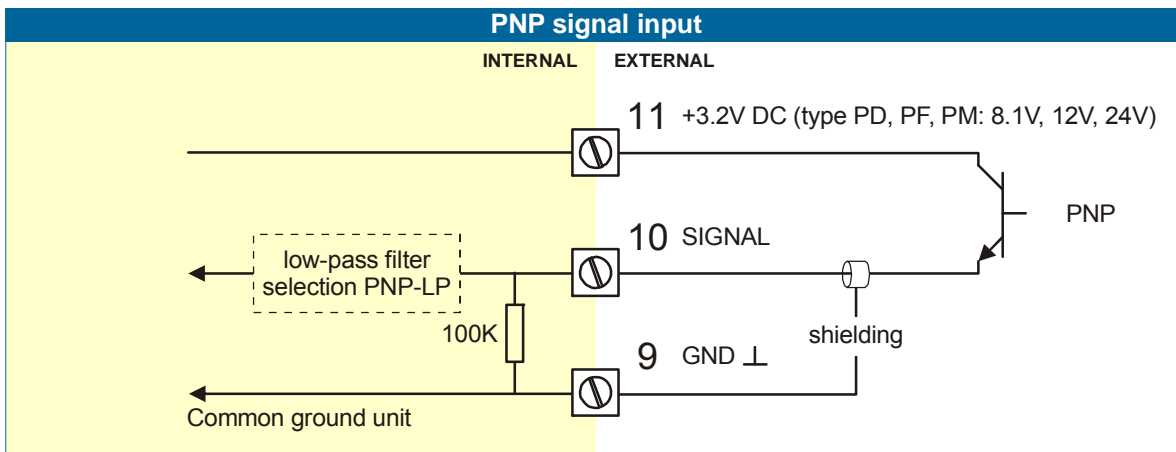 PNP signal input
INTERNAL
EXTERNAL
11 +3.2V DC (type PD, PF, PM: 8.1V, 12V, 24V)
PNP
10 SIGNAL
low-pass filter
selection PNP-LP
100K
shielding
9 GND ⊥
Common ground unit